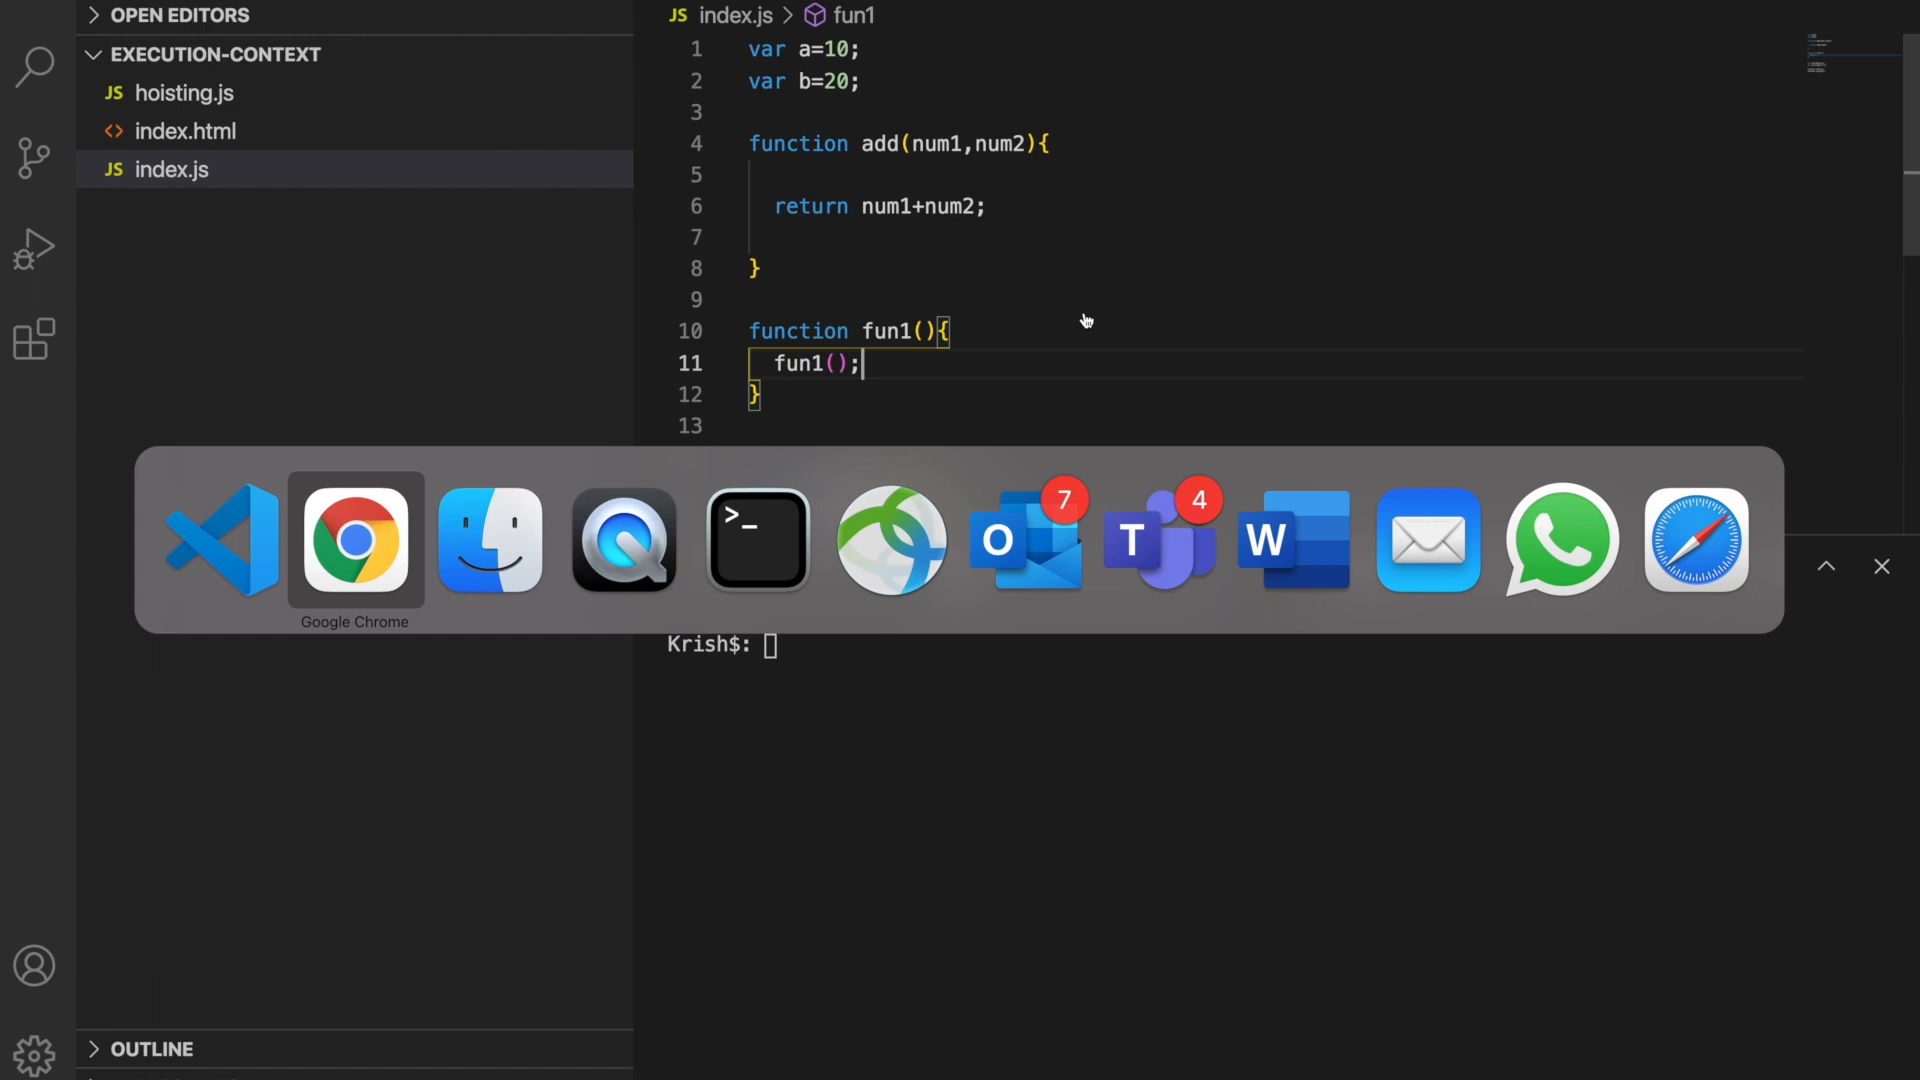 OPEN EDITORS
EXECUTION-CONTEXT
JS hoisting.js
<> index.html
JS index.js
JS index.js > fun1
1 var a=10;
2 var b=20;
3
4 function add(num1,num2){
5
6 return num1+num2;
7
8 }
9
10 function fun1(){
11 fun1();
12 }
13
>_
O 7
T 4
W
Google Chrome
Krish$:
OUTLINE